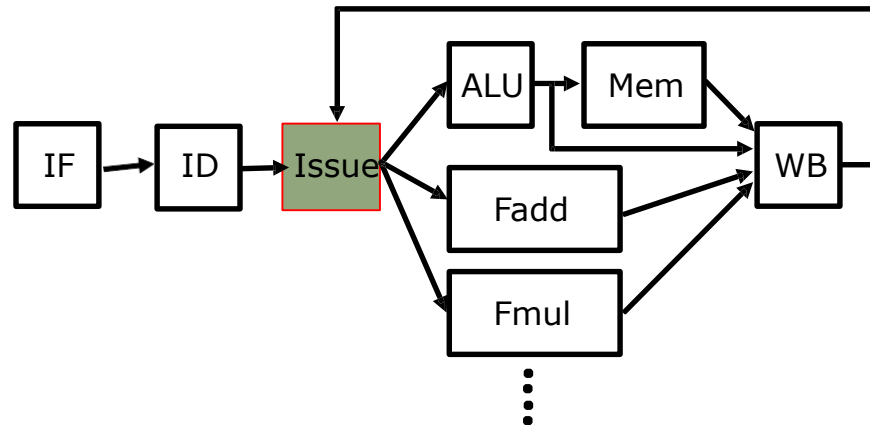 IF
ID
Issue
ALU
Mem
Fadd
Fmul
WB